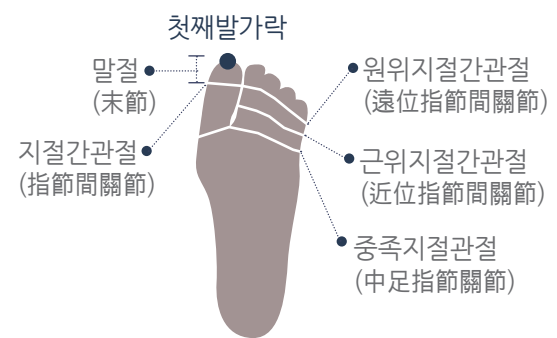 첫째발가락
말절
(末節)
지절간관절
(指節間關節)
원위지절간관절
(遠位指節間關節)
근위지절간관절
(近位指節間關節)
중족지절관절
(中足指節關節)